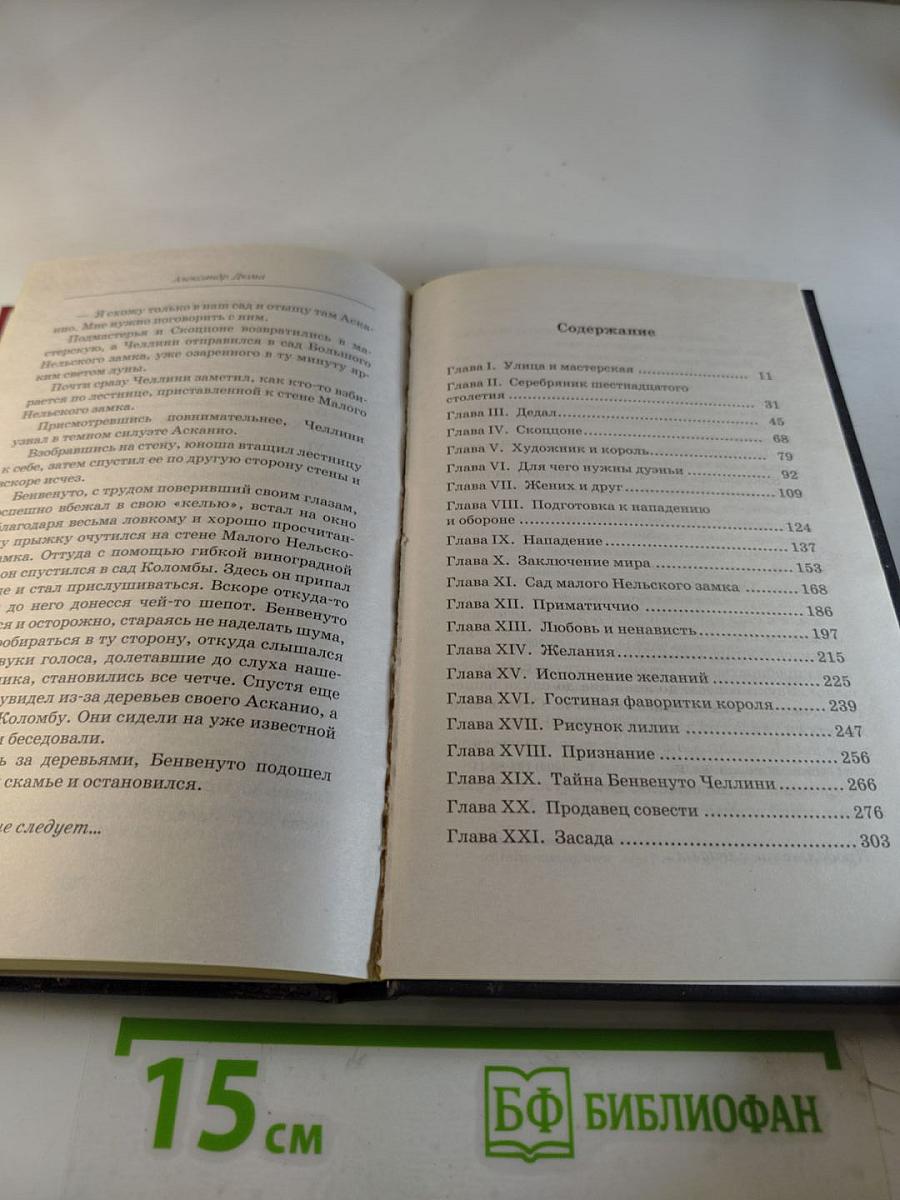 Александр Дюма
— Я схожу только в наш сад и отыщу там Аска-
нио. Мне нужно поговорить с ним.
Подмастерья и Скоццоне возвратились в ма-
стерскую, а Челлини отправился в сад Большого
Нельского замка, уже озаренного в ту минуту яр-
ким светом луны.
Почти сразу Челлини заметил, как кто-то взби-
рается по лестнице, приставленной к стене Малого
Нельского замка.
Присмотревшись повнимательнее, Челлини
узнал в темном силуэте Асканио.
Взобравшись на стену, юноша втащил лестницу
к себе, затем спустил ее по другую сторону стены и
вскоре исчез.
Бенвенуто, с трудом поверивший своим глазам,
оспешно вбежал в свою «келью», встал на окно
благодаря весьма ловкому и хорошо просчитан-
у прыжку очутился на стене Малого Нельско-
амка. Оттуда с помощью гибкой виноградной
он спустился в сад Коломбы. Здесь он припал
ле и стал прислушиваться. Вскоре откуда-то
до него донесся чей-то шепот. Бенвенуто
ся и осторожно, стараясь не наделать шума,
робираться в ту сторону, откуда слышался
вуки голоса, долетавшие до слуха наше-
ника, становились все четче. Спустя еще
увидел из-за деревьев своего Асканио, а
Коломбу. Они сидели на уже известной
и беседовали.
ь за деревьями, Бенвенуто подошел
скамье и остановился.
ие следует...
Содержание
Глава I. Улица и мастерская ........ 11
Глава II. Серебряник шестнадцатого
столетия ........ 31
Глава III. Дедал ........ 45
Глава IV. Скоццоне ........ 68
Глава V. Художник и король ........ 79
Глава VI. Для чего нужны дуэньи ........ 92
Глава VII. Жених и друг ........ 109
Глава VIII. Подготовка к нападению
и обороне ........ 124
Глава IX. Нападение ........ 137
Глава X. Заключение мира ........ 153
Глава XI. Сад малого Нельского замка ........ 168
Глава XII. Приматиччио ........ 186
Глава XIII. Любовь и ненависть ........ 197
Глава XIV. Желания ........ 215
Глава XV. Исполнение желаний ........ 225
Глава XVI. Гостиная фаворитки короля ........ 239
Глава XVII. Рисунок лилии ........ 247
Глава XVIII. Признание ........ 256
Глава XIX. Тайна Бенвенуто Челлини ........ 266
Глава XX. Продавец совести ........ 276
Глава XXI. Засада ........ 303
15 см
БФ БИБЛИОФАН